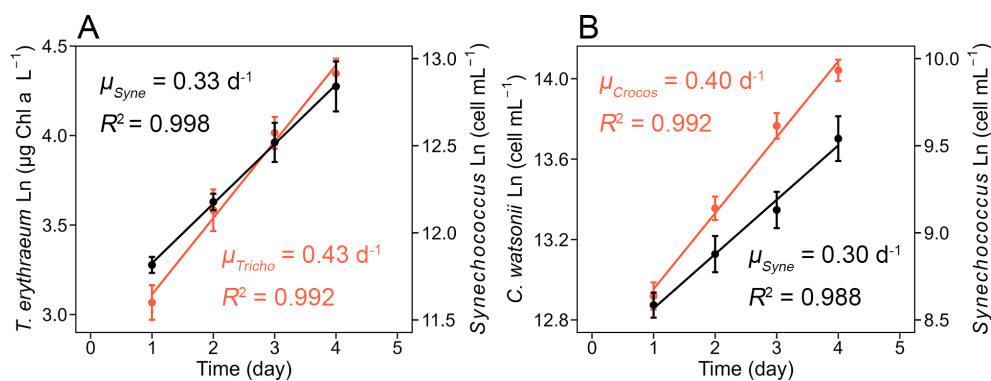 A
T. erythraeum Ln (µg Chl a L⁻¹)
4.5
4.0
3.5
3.0
μSyne = 0.33 d⁻¹
R² = 0.998
μTricho = 0.43 d⁻¹
R² = 0.992
13.0
12.5
12.0
11.5
Synechococcus Ln (cell mL⁻¹)
0 1 2 3 4 5
Time (day)
B
C. watsonii Ln (cell mL⁻¹)
14.0
13.6
13.2
12.8
μCrocos = 0.40 d⁻¹
R² = 0.992
μSyne = 0.30 d⁻¹
R² = 0.988
10.0
9.5
9.0
8.5
Synechococcus Ln (cell mL⁻¹)
0 1 2 3 4 5
Time (day)